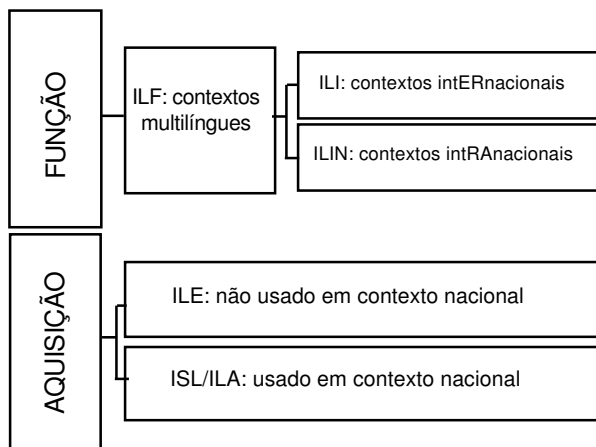 FUNÇÃO
ILF: contextos
multilíngues
ILI: contextos intERnacionais
ILIN: contextos intRAnacionais
AQUISIÇÃO
ILE: não usado em contexto nacional
ISL/ILA: usado em contexto nacional